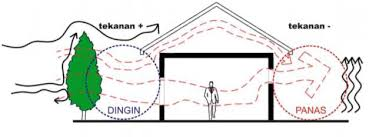 tekanan +
tekanan -
DINGIN
PANAS